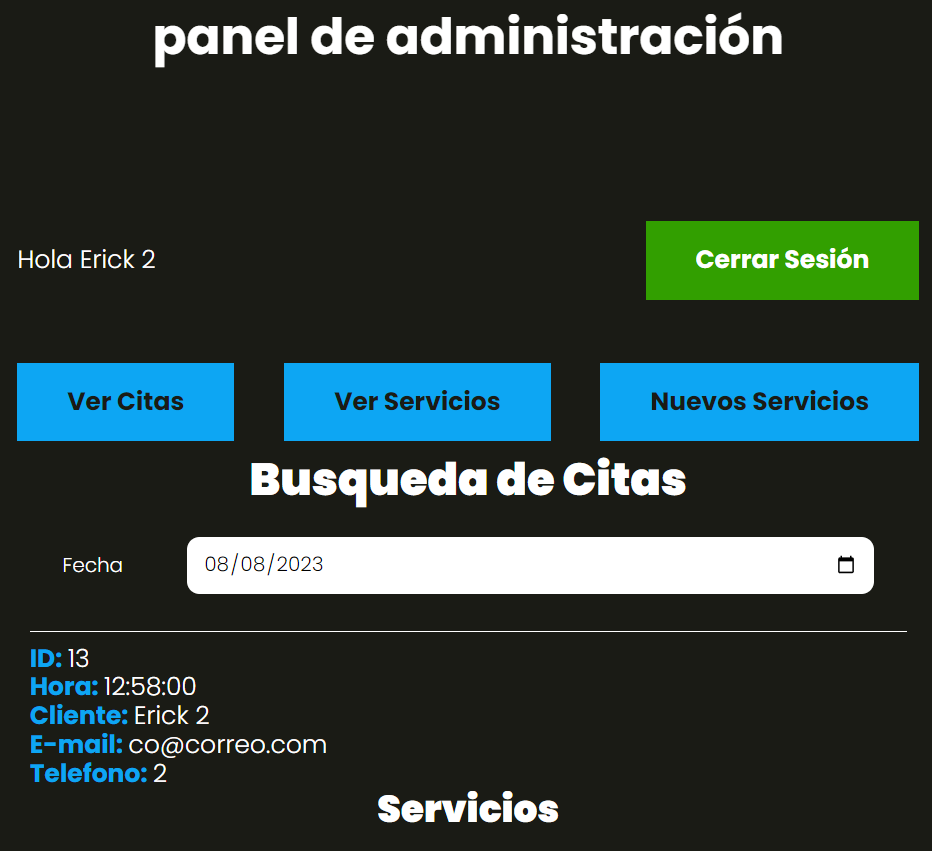 panel de administración
Hola Erick 2
Cerrar Sesión
Ver Citas
Ver Servicios
Nuevos Servicios
Busqueda de Citas
Fecha
08/08/2023
ID: 13
Hora: 12:58:00
Cliente: Erick 2
E-mail: co@correo.com
Telefono: 2
Servicios